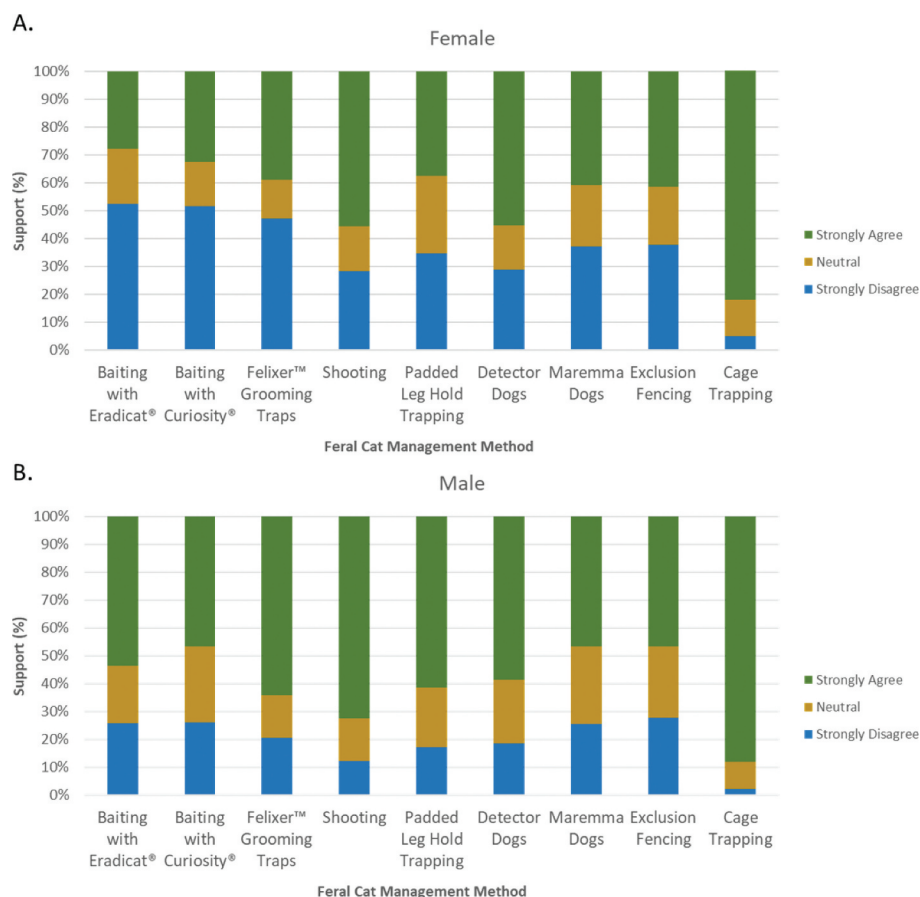 A.
Female
100%
90%
80%
70%
60%
50%
40%
30%
20%
10%
0%
Support (%)
Strongly Agree
Neutral
Strongly Disagree
Baiting with Eradicat®
Baiting with Curiosity®
Felixer™ Grooming Traps
Shooting
Padded Leg Hold Trapping
Detector Dogs
Maremma Dogs
Exclusion Fencing
Cage Trapping
Feral Cat Management Method
B.
Male
100%
90%
80%
70%
60%
50%
40%
30%
20%
10%
0%
Support (%)
Strongly Agree
Neutral
Strongly Disagree
Baiting with Eradicat®
Baiting with Curiosity®
Felixer™ Grooming Traps
Shooting
Padded Leg Hold Trapping
Detector Dogs
Maremma Dogs
Exclusion Fencing
Cage Trapping
Feral Cat Management Method